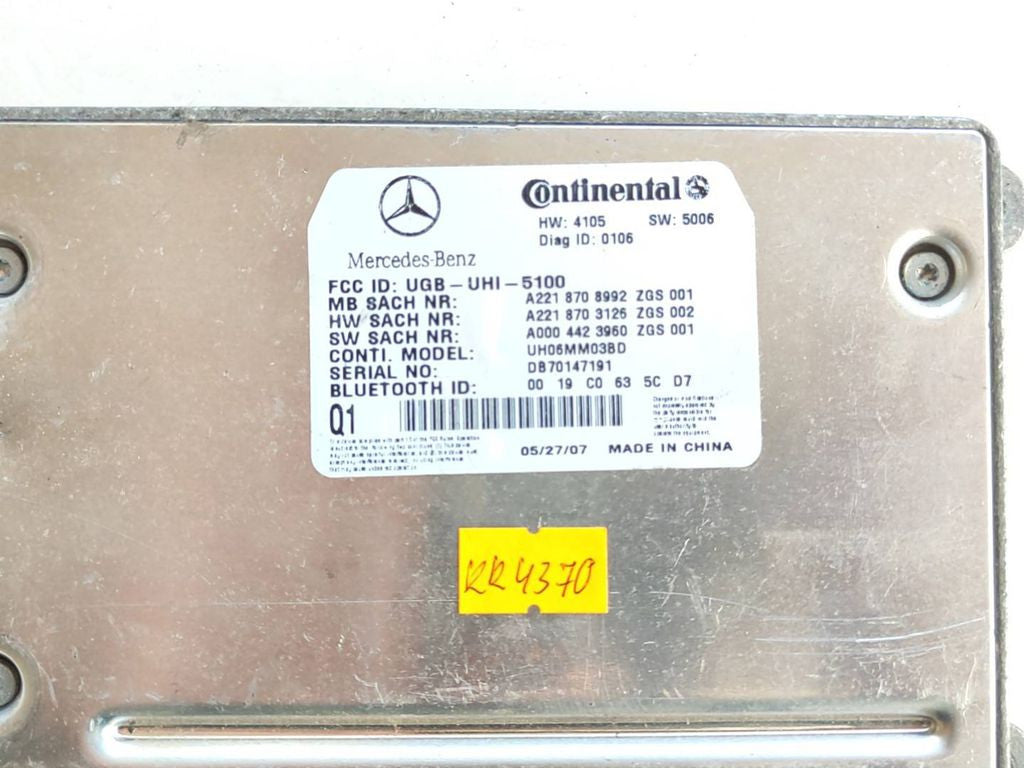 Mercedes-Benz
Continental
HW: 4105 SW: 5006
Diag ID: 0106
FCC ID: UGB-UHI-5100
MB SACH NR: A221 870 8992 ZGS 001
HW SACH NR: A221 870 3126 ZGS 002
SW SACH NR: A000 442 3960 ZGS 001
CONTI. MODEL: UH06MM03BD
SERIAL NO: DB70147191
BLUETOOTH ID: 00 19 C0 63 5C D7
Q1
05/27/07 MADE IN CHINA
RR4370